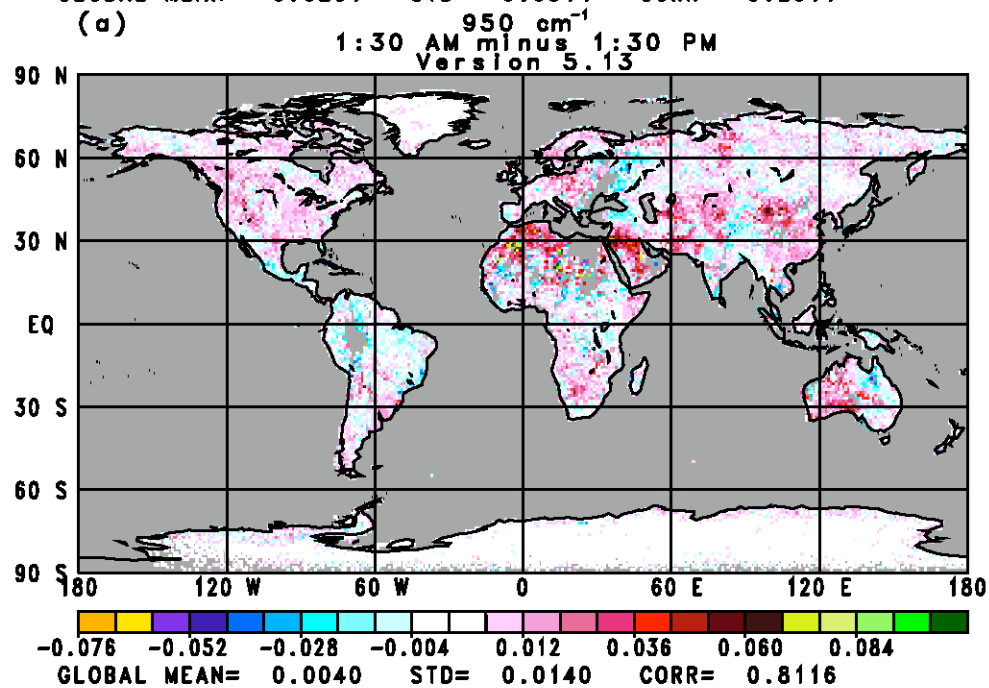 (a)
950 cm⁻¹
1:30 AM minus 1:30 PM
Version 5.13
90 N
60 N
30 N
EQ
30 S
60 S
90 S
180 120 W 60 W 0 60 E 120 E 180
-0.076 -0.052 -0.028 -0.004 0.012 0.036 0.060 0.084
GLOBAL MEAN= 0.0040 STD= 0.0140 CORR= 0.8116